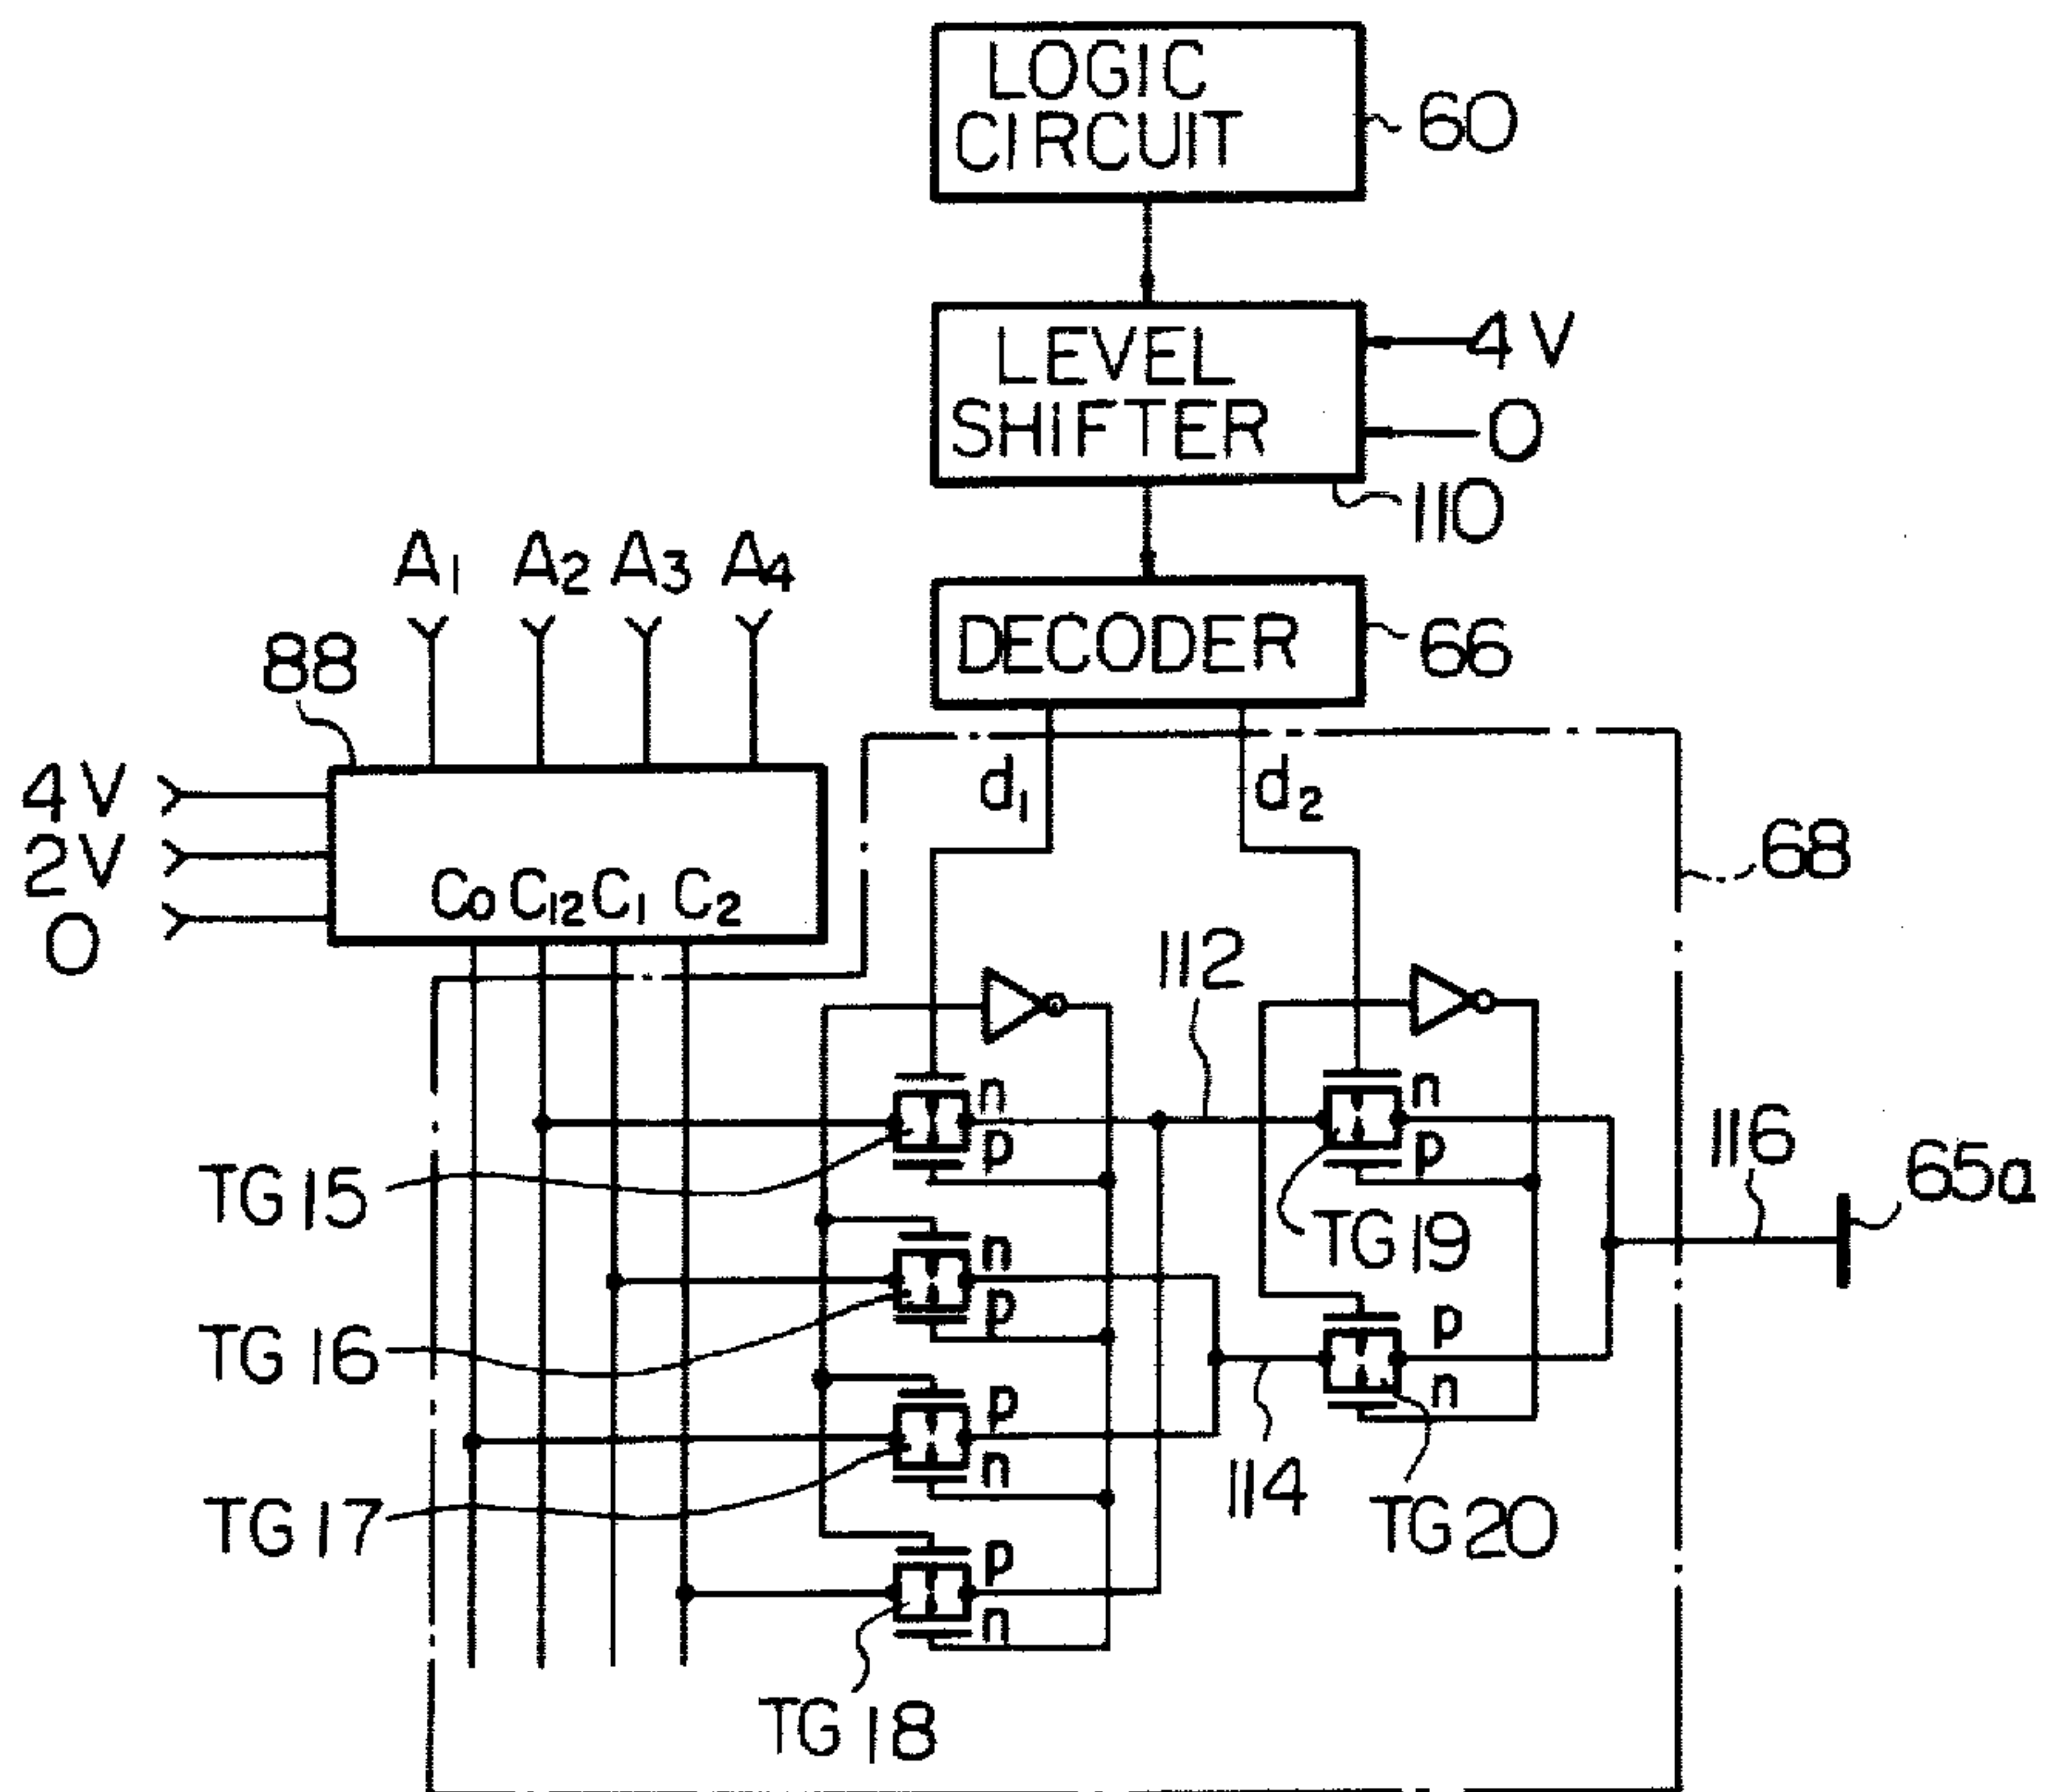 LOGIC
CIRCUIT
60
LEVEL
SHIFTER
4V
0
110
A1 A2 A3 A4
DECODER
66
88
4V
2V
0
C0 C12 C1 C2
d1
d2
68
112
n
p
n
p
116
65a
TG15
TG19
n
p
TG16
p
n
p
n
114
TG17
TG20
p
n
TG18